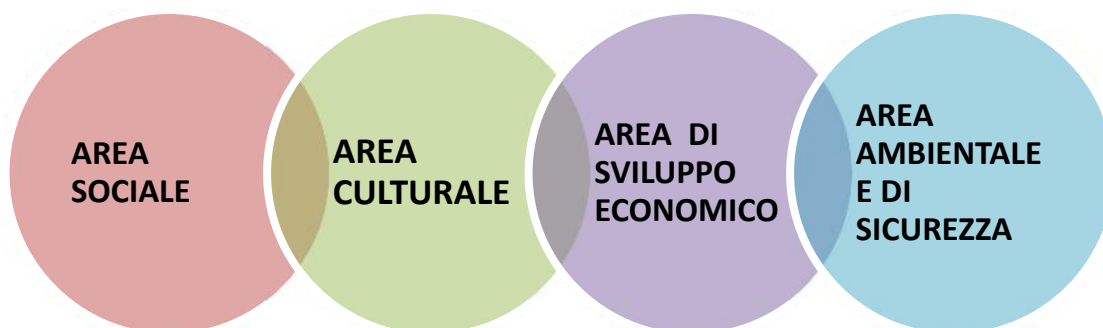 AREA
SOCIALE
AREA
CULTURALE
AREA DI
SVILUPPO
ECONOMICO
AREA
AMBIENTALE
E DI
SICUREZZA